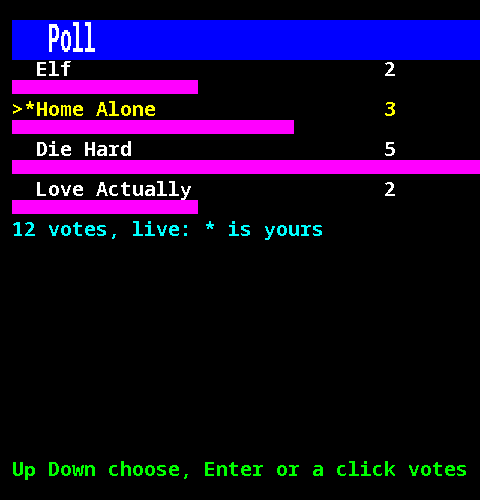 Poll
Elf 2
>*Home Alone 3
Die Hard 5
Love Actually 2
12 votes, live: * is yours
Up Down choose, Enter or a click votes